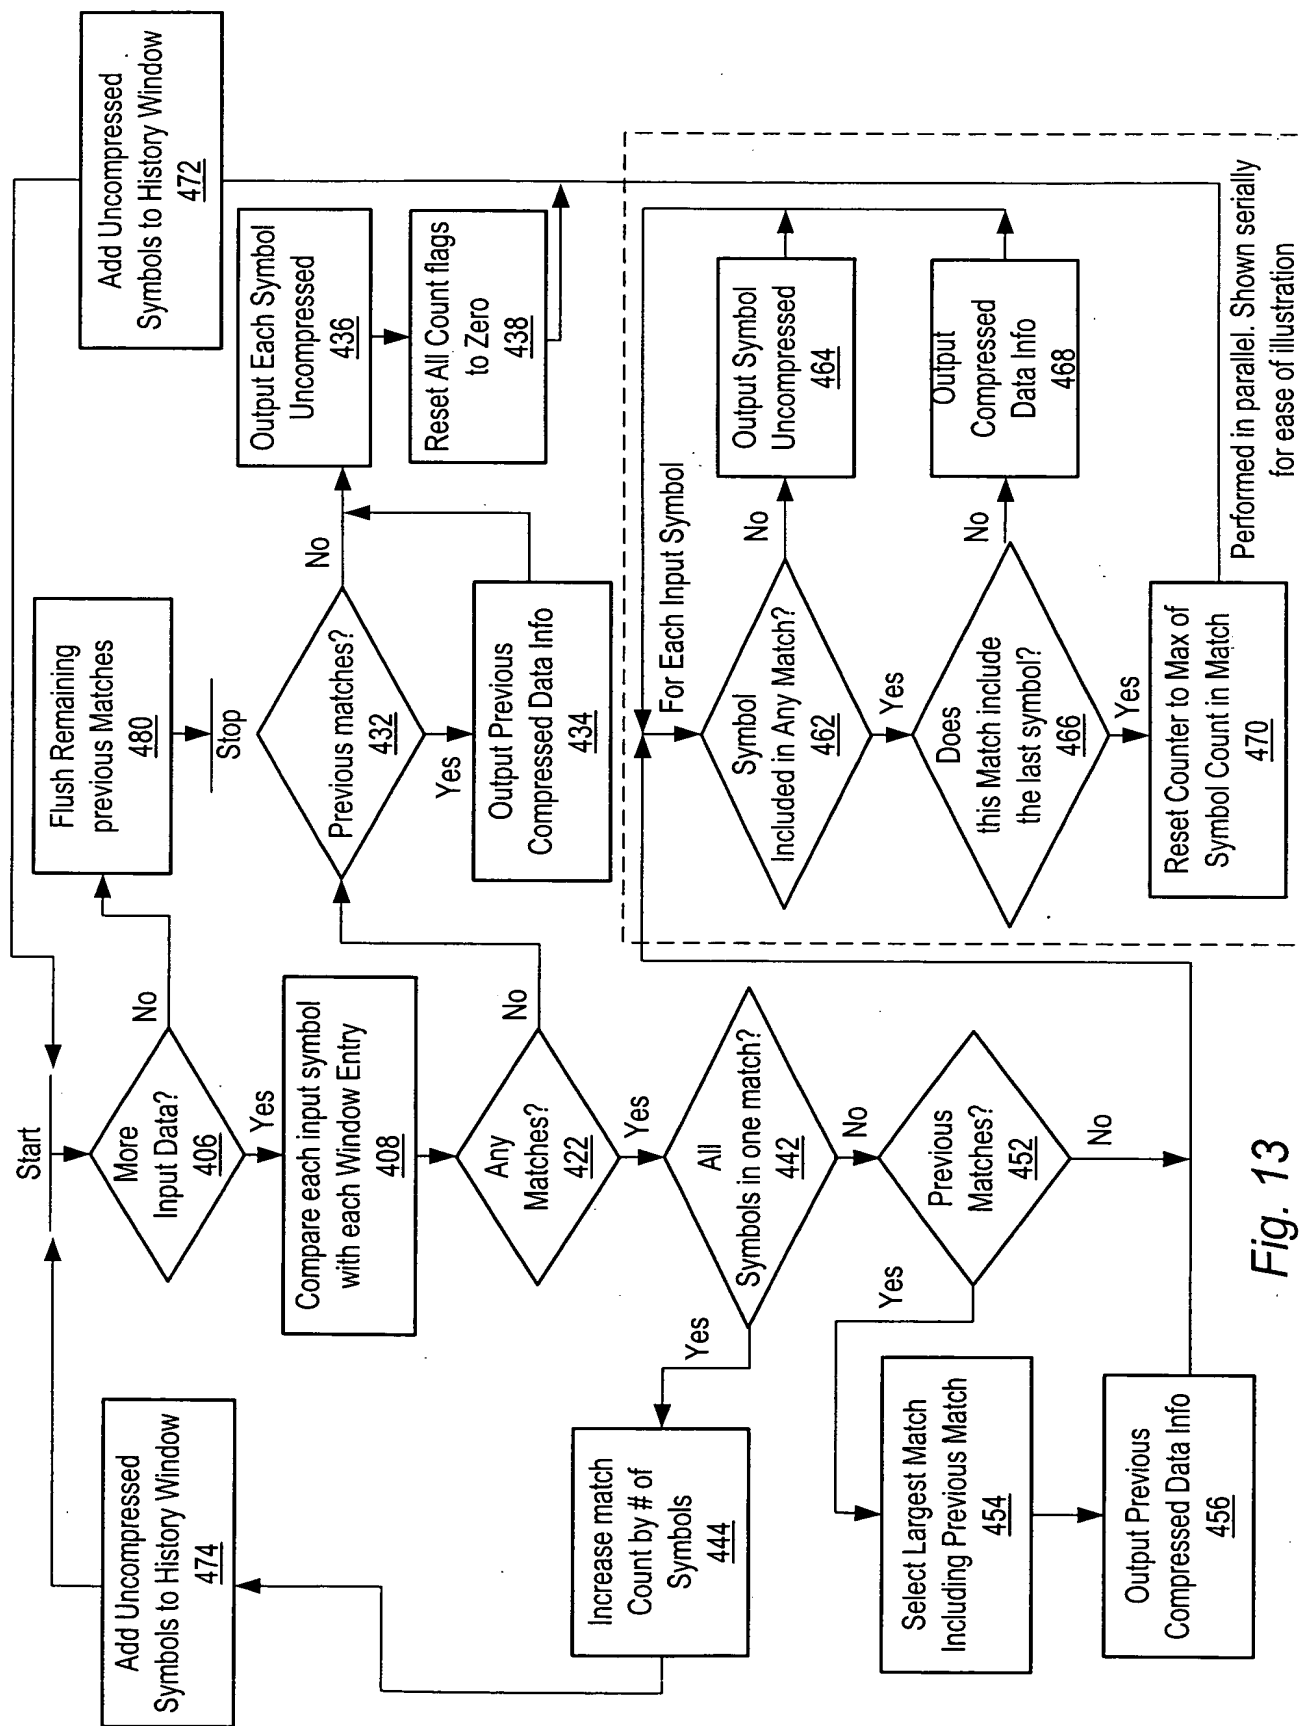 Start
More
Input Data?
406
No
Yes
Flush Remaining
previous Matches
480
Stop
Add Uncompressed
Symbols to History Window
472
Add Uncompressed
Symbols to History Window
474
Compare each input symbol
with each Window Entry
408
Any
Matches?
422
No
Yes
Previous matches?
432
No
Yes
Output Each Symbol
Uncompressed
436
Reset All Count flags
to Zero
438
Output Previous
Compressed Data Info
434
All
Symbols in one match?
442
Yes
No
Increase match
Count by # of
Symbols
444
Previous
Matches?
452
Yes
No
Select Largest Match
Including Previous Match
454
Output Previous
Compressed Data Info
456
For Each Input Symbol
Symbol
Included in Any Match?
462
No
Yes
Output Symbol
Uncompressed
464
Does
this Match include
the last symbol?
466
No
Yes
Output
Compressed
Data Info
468
Reset Counter to Max of
Symbol Count in Match
470
Performed in parallel. Shown serially
for ease of illustration
Fig. 13